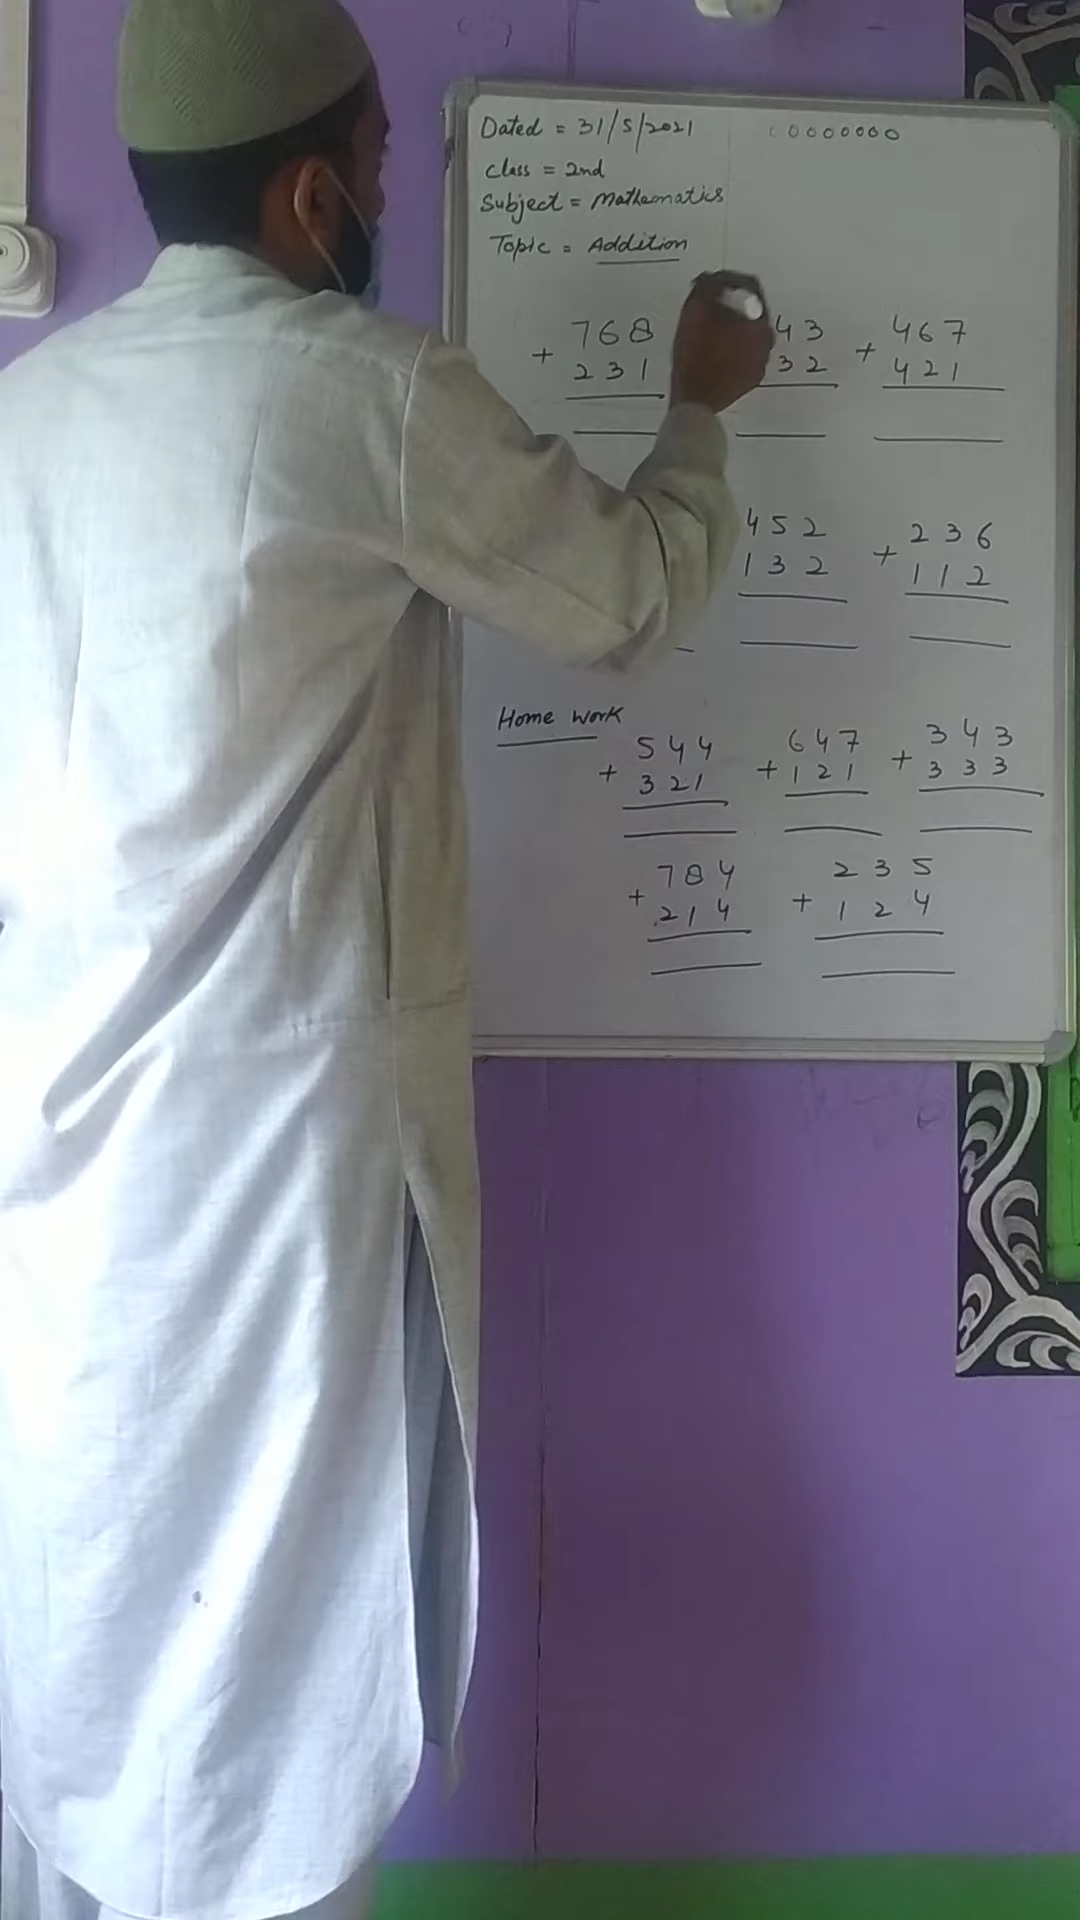 Dated = 31/5/2021 00000000
Class = 2nd
Subject = Mathematics
Topic = Addition
768 43 467
+ 231 32 + 421
452 236
132 + 112
Home Work
544 647 343
+ 321 + 121 + 333
784 235
+ 214 + 124